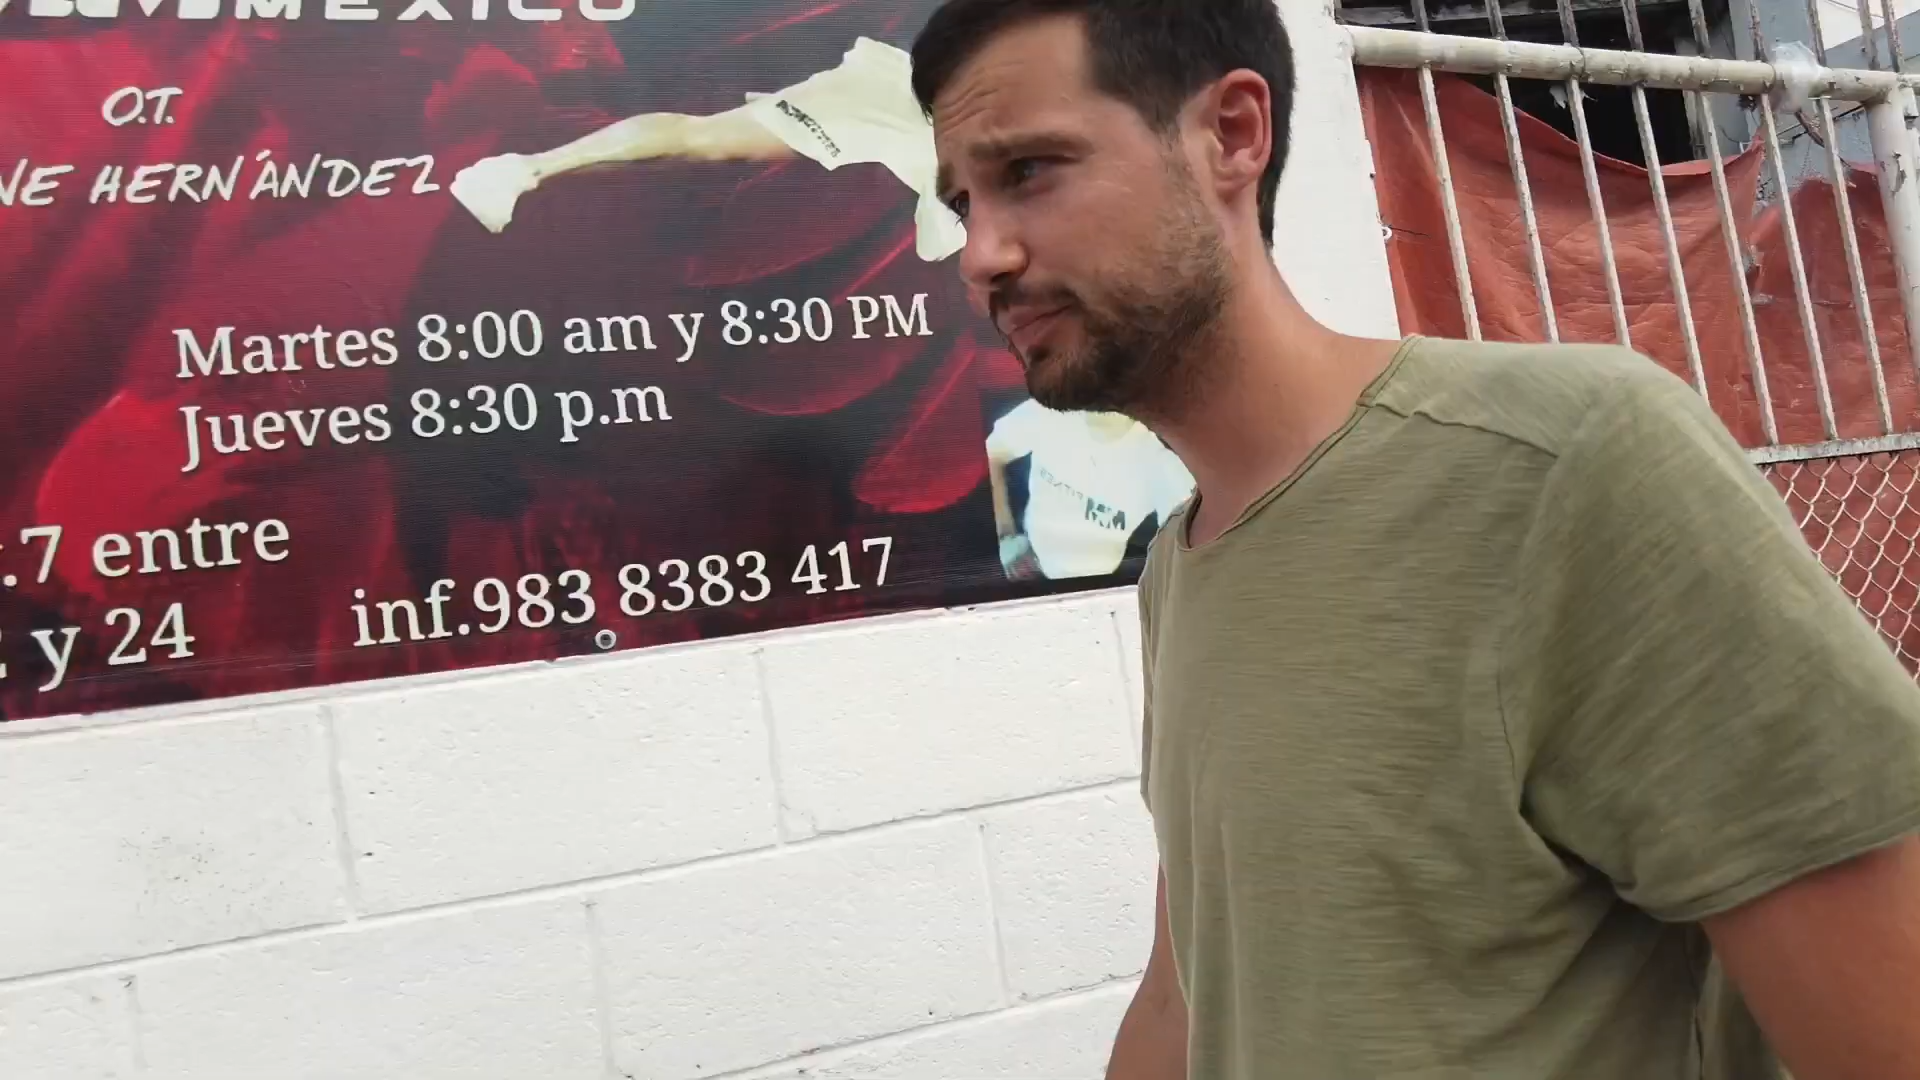 MEXICO
O.T.
NE HERNÁNDEZ
Martes 8:00 am y 8:30 PM
Jueves 8:30 p.m
.7 entre
y 24
inf.983 8383 417